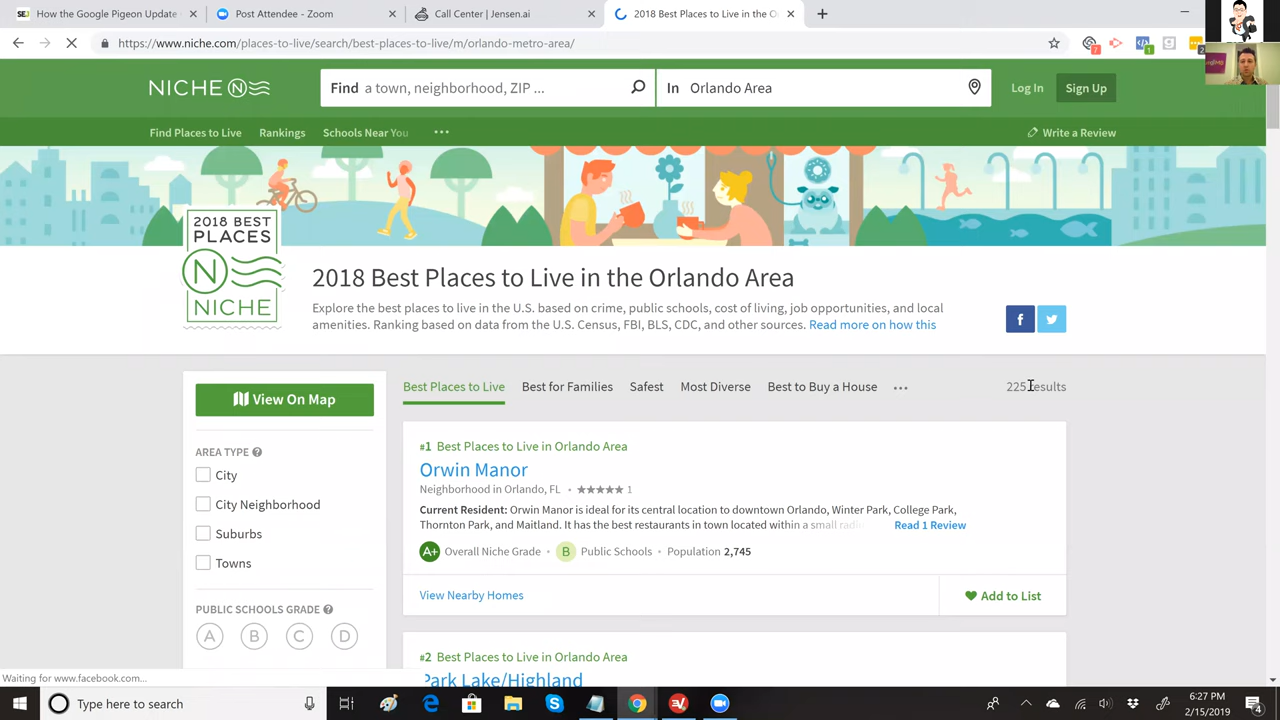 How the Google Pigeon Update
Post Attendee - Zoom
Call Center | Jensen.ai
2018 Best Places to Live in the O
https://www.niche.com/places-to-live/search/best-places-to-live/m/orlando-metro-area/
NICHE
Find a town, neighborhood, ZIP ...
In Orlando Area
Log In
Sign Up
Find Places to Live
Rankings
Schools Near You
Write a Review
2018 BEST
PLACES
N
NICHE
2018 Best Places to Live in the Orlando Area
Explore the best places to live in the U.S. based on crime, public schools, cost of living, job opportunities, and local
amenities. Ranking based on data from the U.S. Census, FBI, BLS, CDC, and other sources. Read more on how this
View On Map
Best Places to Live
Best for Families
Safest
Most Diverse
Best to Buy a House
225 results
AREA TYPE
City
City Neighborhood
Suburbs
Towns
PUBLIC SCHOOLS GRADE
A B C D
#1 Best Places to Live in Orlando Area
Orwin Manor
Neighborhood in Orlando, FL • ★★★★★ 1
Current Resident: Orwin Manor is ideal for its central location to downtown Orlando, Winter Park, College Park,
Thornton Park, and Maitland. It has the best restaurants in town located within a small Read 1 Review
A+ Overall Niche Grade • B Public Schools • Population 2,745
View Nearby Homes
Add to List
#2 Best Places to Live in Orlando Area
Park Lake/Highland
Waiting for www.facebook.com...
Type here to search
6:27 PM
2/15/2019